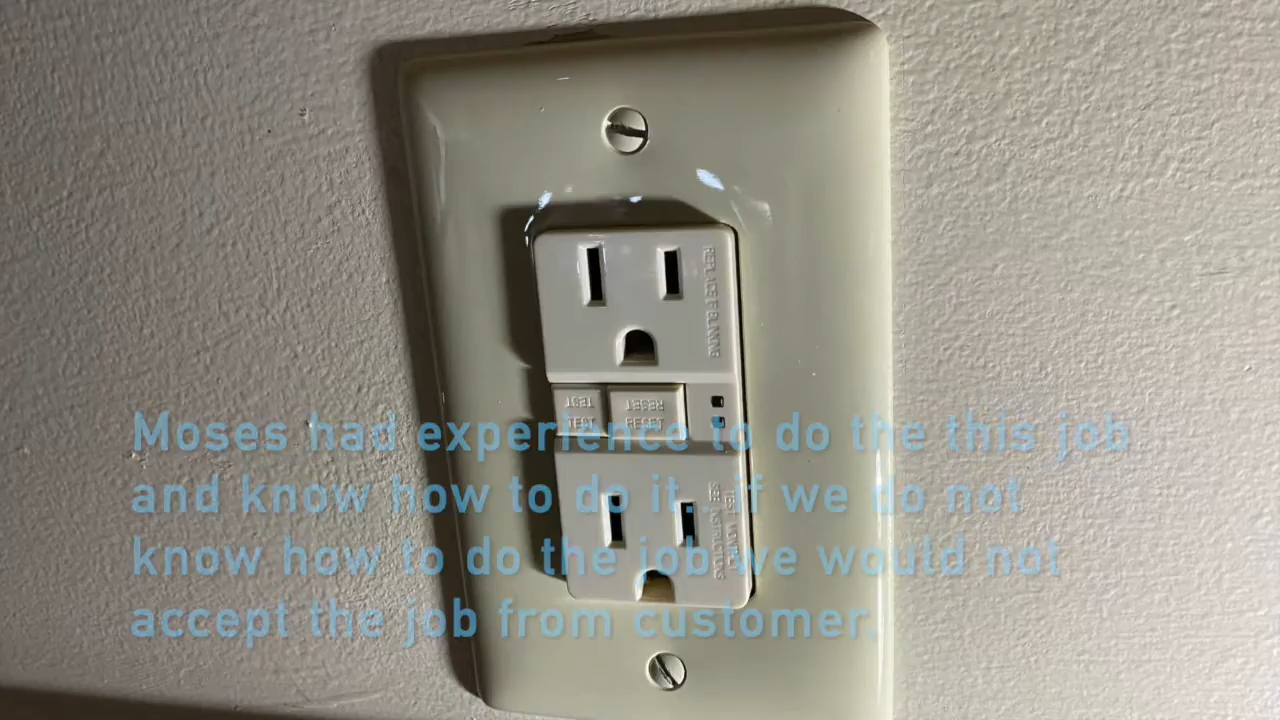 REPLACE IF BLINKING
TEST
RESET
TEST
RESET
Moses had experience to do the this job
and know how to do it.. if we do not
know how to do the job we would not
accept the job from customer.
TEST MONTHLY
SEE INSTRUCTIONS